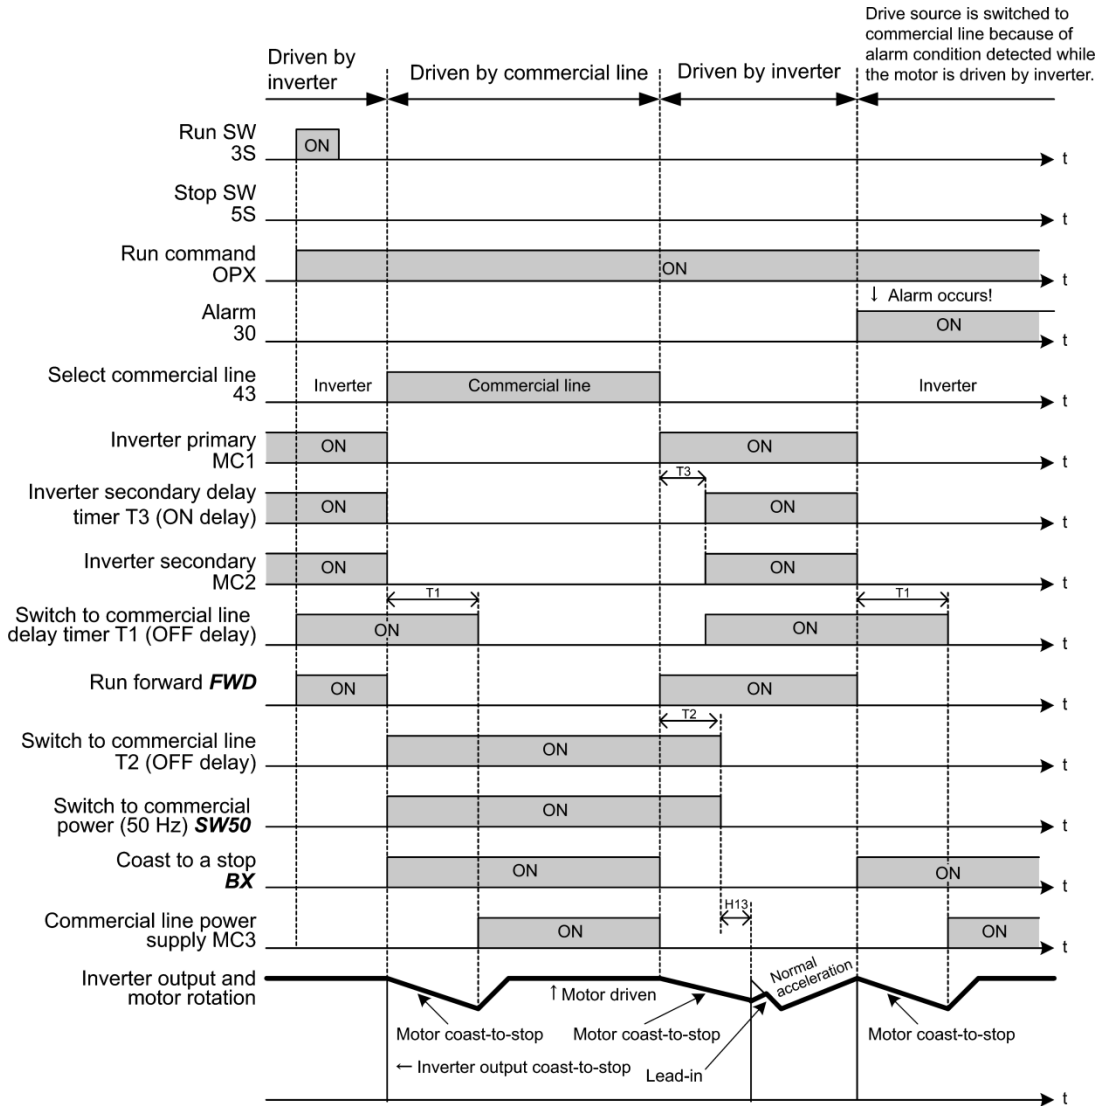 Drive source is switched to
commercial line because of
alarm condition detected while
the motor is driven by inverter.
Driven by
inverter
Driven by commercial line
Driven by inverter
Run SW
3S
ON
t
Stop SW
5S
t
Run command
OPX
ON
t
↓ Alarm occurs!
Alarm
30
ON
t
Select commercial line
43
Inverter
Commercial line
Inverter
t
Inverter primary
MC1
ON
ON
t
T3
Inverter secondary delay
timer T3 (ON delay)
ON
ON
t
Inverter secondary
MC2
ON
ON
t
T1
T1
Switch to commercial line
delay timer T1 (OFF delay)
ON
ON
t
Run forward FWD
ON
ON
t
T2
Switch to commercial line
T2 (OFF delay)
ON
t
Switch to commercial
power (50 Hz) SW50
ON
t
Coast to a stop
BX
ON
ON
t
H13
Commercial line power
supply MC3
ON
ON
t
Inverter output and
motor rotation
Normal
acceleration
↑ Motor driven
Motor coast-to-stop
Motor coast-to-stop
Motor coast-to-stop
← Inverter output coast-to-stop
Lead-in
t